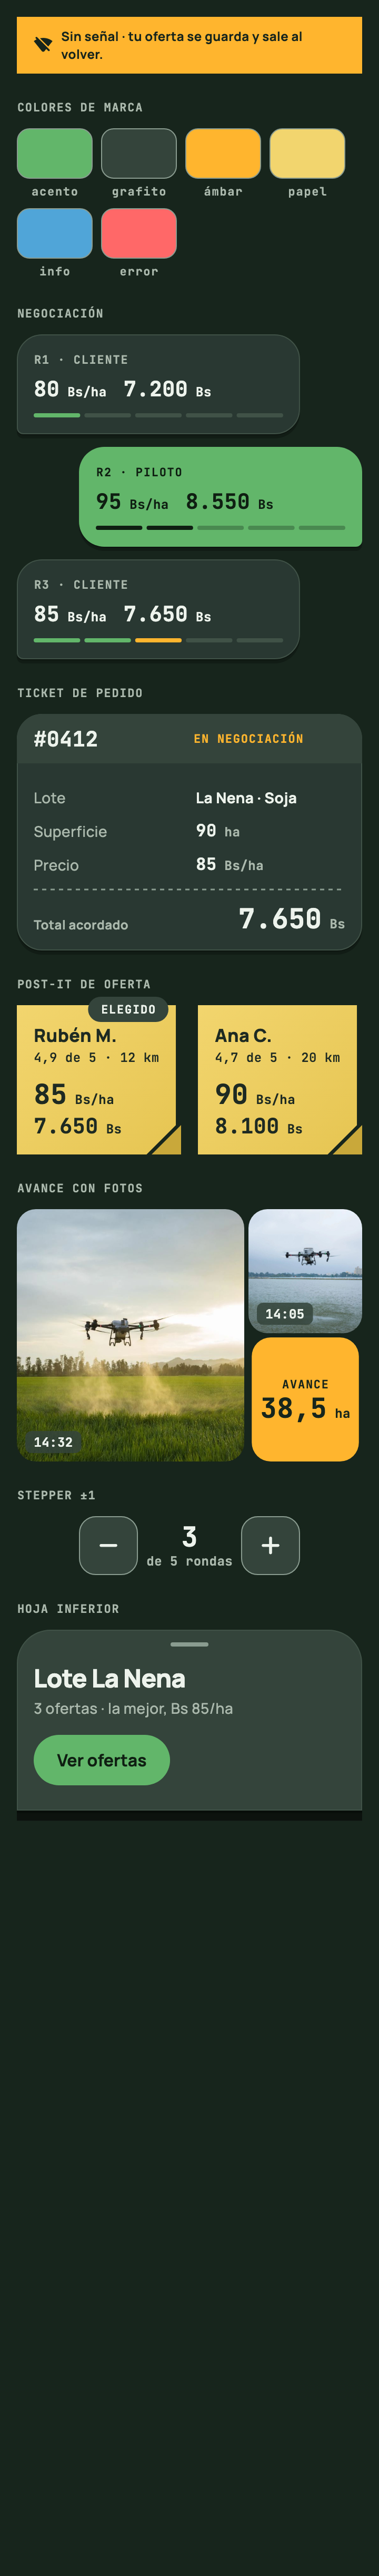 Sin señal · tu oferta se guarda y sale al
volver.
COLORES DE MARCA
acento grafito ámbar papel
info error
NEGOCIACIÓN
R1 · CLIENTE
80 Bs/ha 7.200 Bs
R2 · PILOTO
95 Bs/ha 8.550 Bs
R3 · CLIENTE
85 Bs/ha 7.650 Bs
TICKET DE PEDIDO
#0412 EN NEGOCIACIÓN
Lote La Nena · Soja
Superficie 90 ha
Precio 85 Bs/ha
Total acordado 7.650 Bs
POST-IT DE OFERTA
ELEGIDO
Rubén M.
4,9 de 5 · 12 km
85 Bs/ha
7.650 Bs
Ana C.
4,7 de 5 · 20 km
90 Bs/ha
8.100 Bs
AVANCE CON FOTOS
14:32
14:05
AVANCE
38,5 ha
STEPPER ±1
− 3 +
de 5 rondas
HOJA INFERIOR
Lote La Nena
3 ofertas · la mejor, Bs 85/ha
Ver ofertas